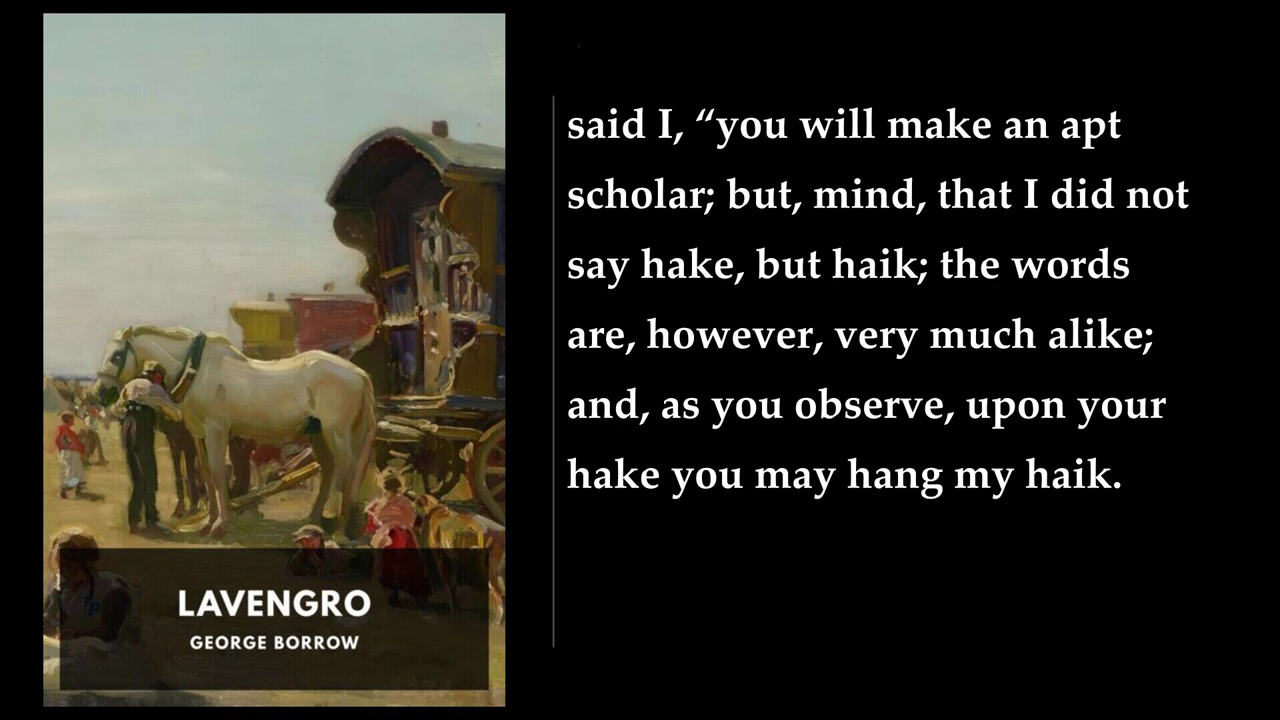 said I, “you will make an apt
scholar; but, mind, that I did not
say hake, but haik; the words
are, however, very much alike;
and, as you observe, upon your
hake you may hang my haik.
LAVENGRO
GEORGE BORROW